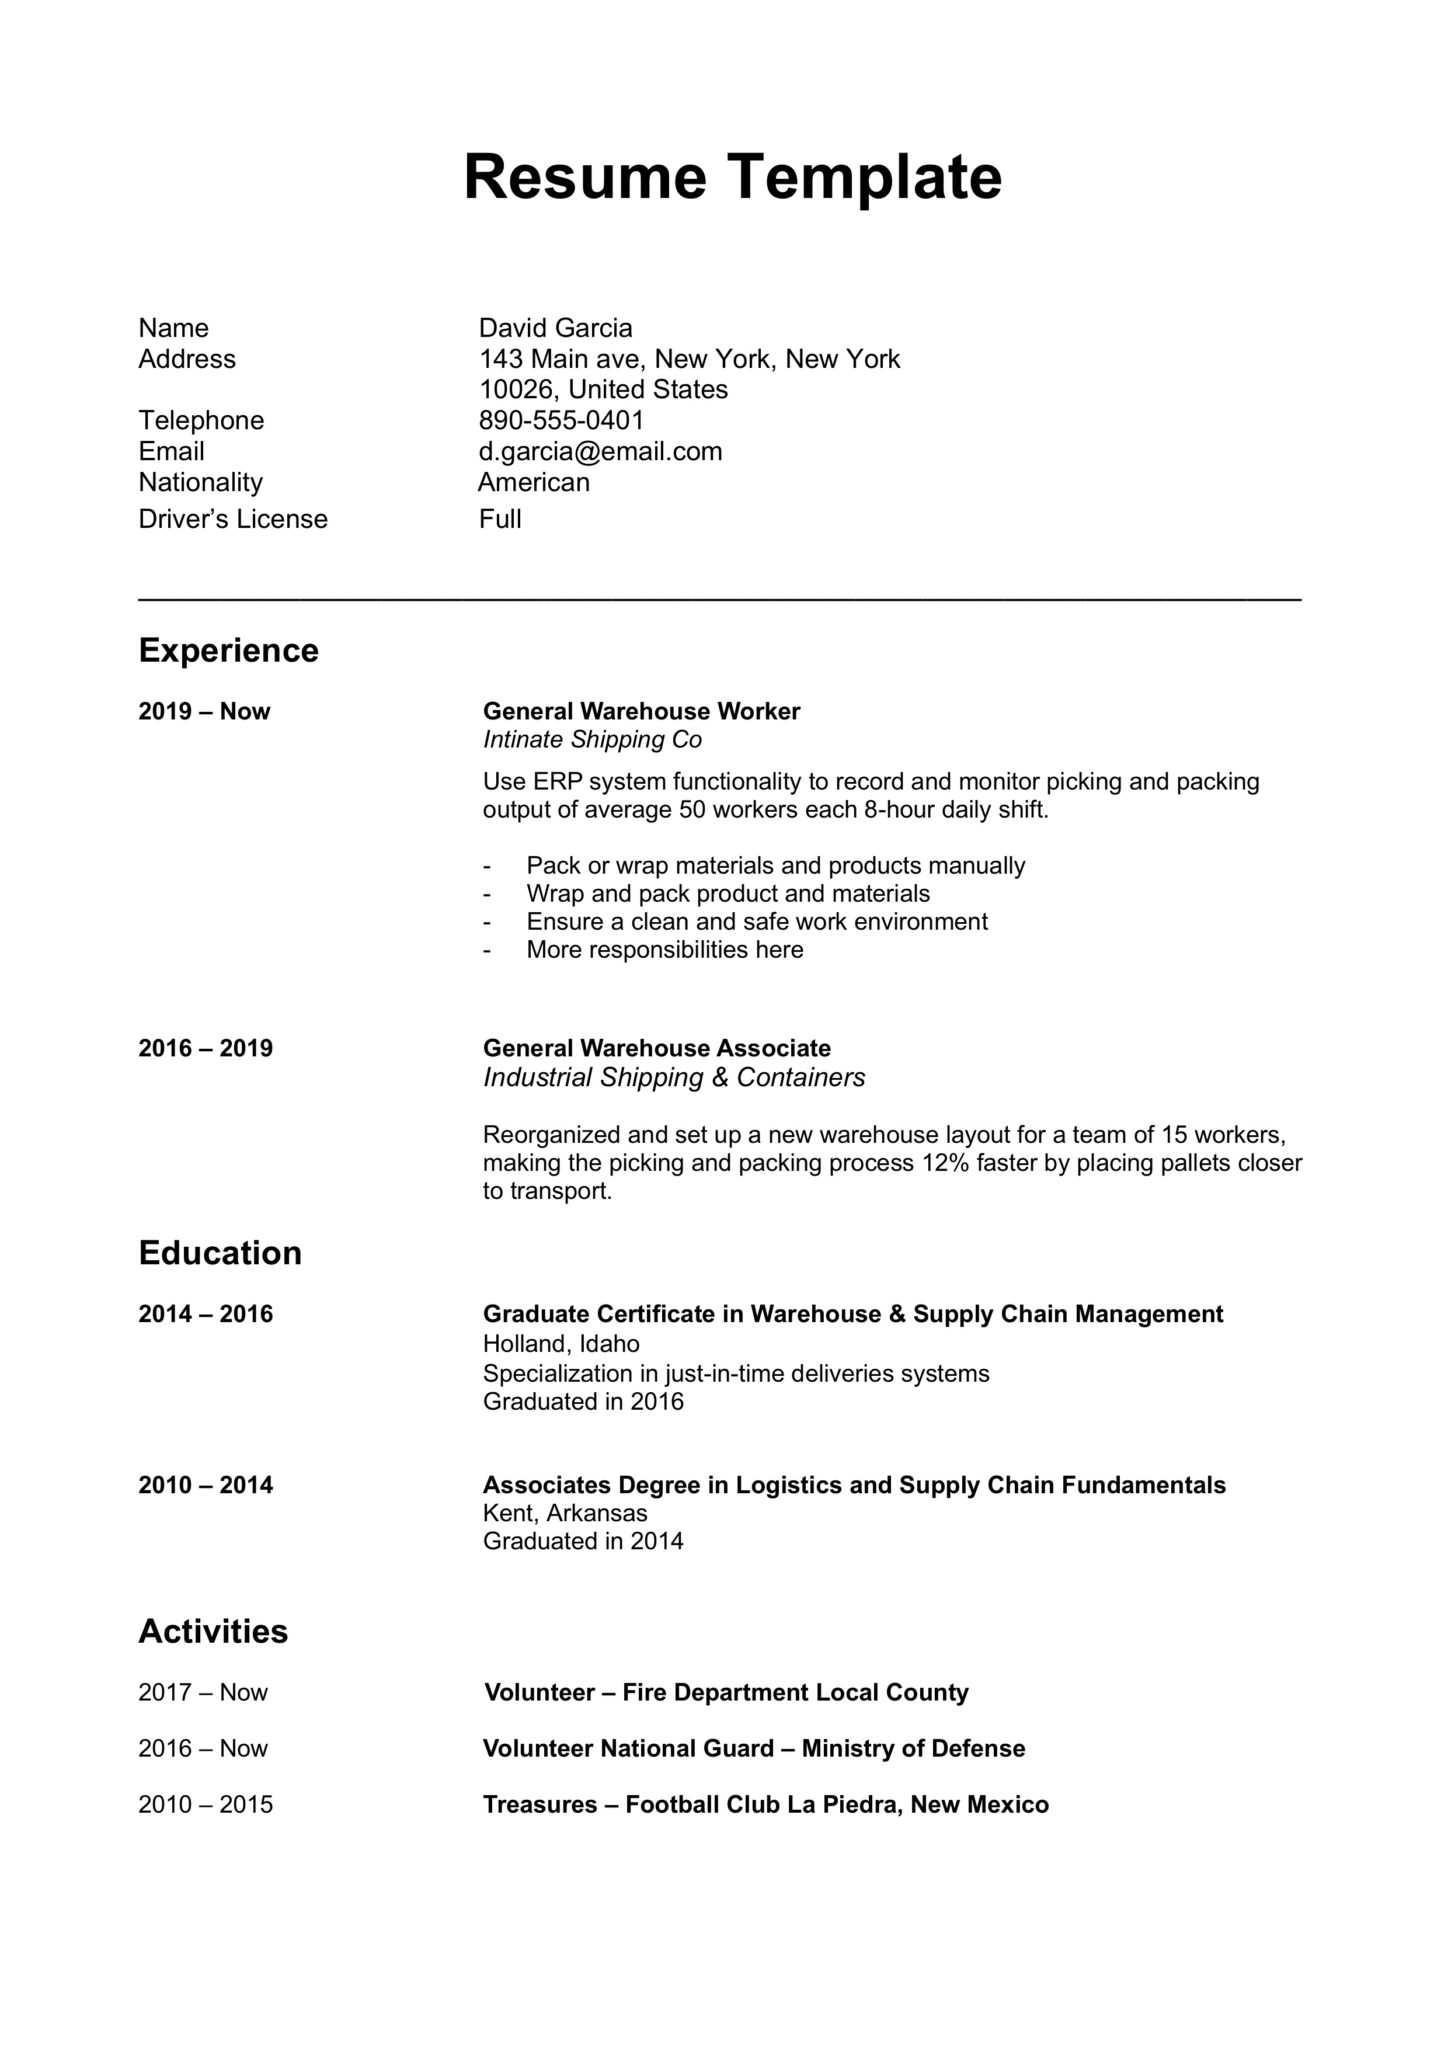 Resume Template
Name David Garcia
Address 143 Main ave, New York, New York
10026, United States
Telephone 890-555-0401
Email d.garcia@email.com
Nationality American
Driver’s License Full
Experience
2019 – Now General Warehouse Worker
Intinate Shipping Co
Use ERP system functionality to record and monitor picking and packing
output of average 50 workers each 8-hour daily shift.
- Pack or wrap materials and products manually
- Wrap and pack product and materials
- Ensure a clean and safe work environment
- More responsibilities here
2016 – 2019 General Warehouse Associate
Industrial Shipping & Containers
Reorganized and set up a new warehouse layout for a team of 15 workers,
making the picking and packing process 12% faster by placing pallets closer
to transport.
Education
2014 – 2016 Graduate Certificate in Warehouse & Supply Chain Management
Holland, Idaho
Specialization in just-in-time deliveries systems
Graduated in 2016
2010 – 2014 Associates Degree in Logistics and Supply Chain Fundamentals
Kent, Arkansas
Graduated in 2014
Activities
2017 – Now Volunteer – Fire Department Local County
2016 – Now Volunteer National Guard – Ministry of Defense
2010 – 2015 Treasures – Football Club La Piedra, New Mexico